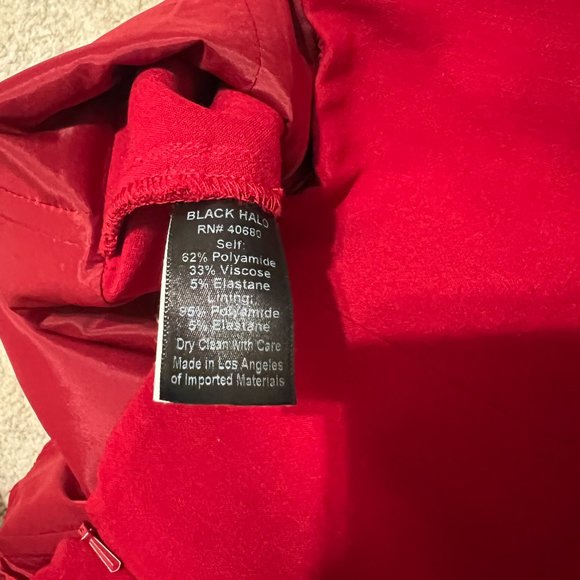 BLACK HALO
RN# 40680
Self:
62% Polyamide
33% Viscose
5% Elastane
Lining:
95% Polyamide
5% Elastane
Dry Clean with Care
Made in Los Angeles
of Imported Materials